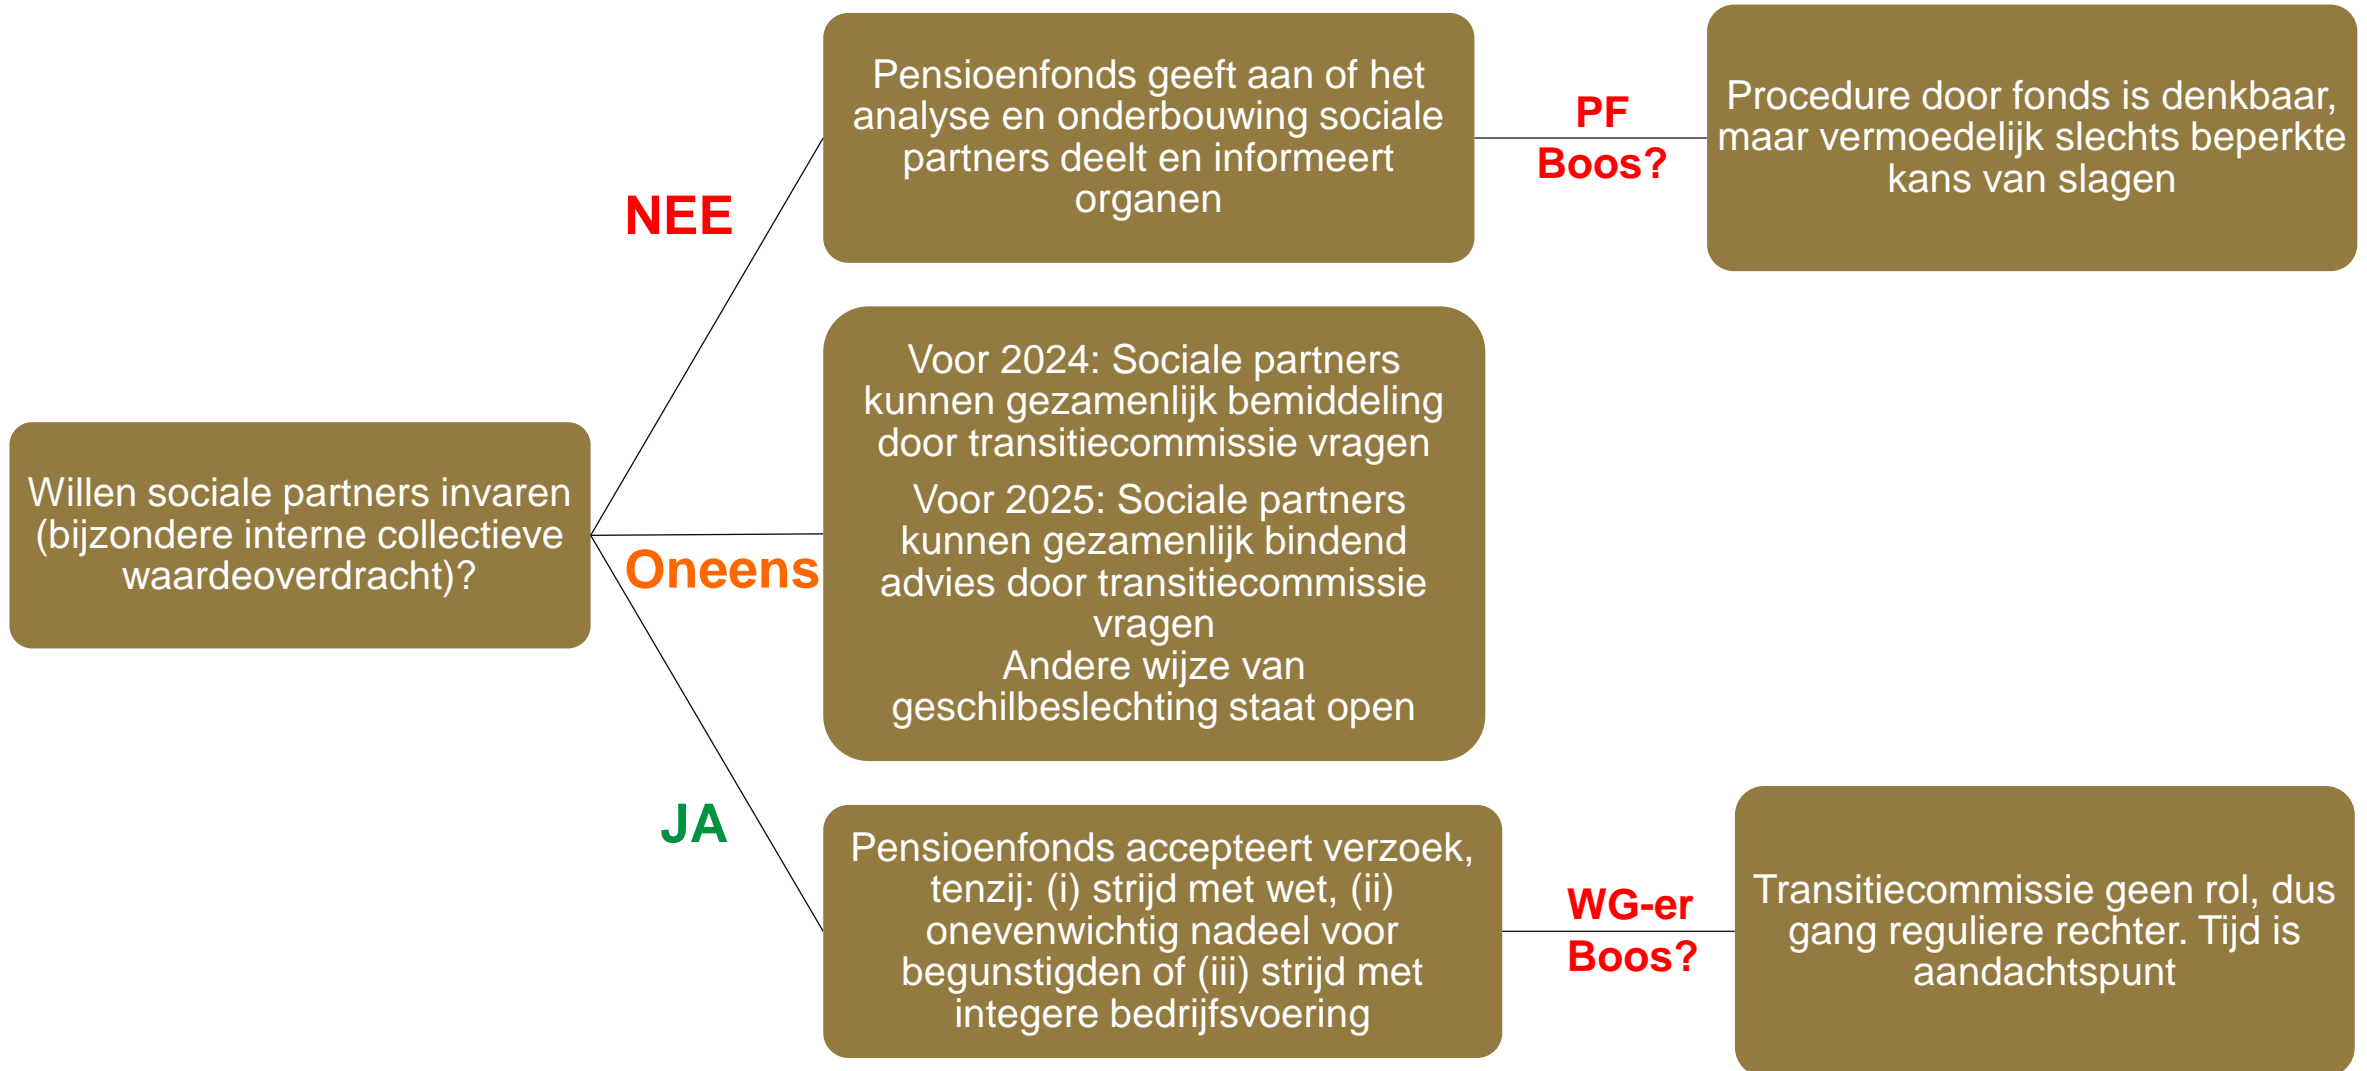 Willen sociale partners invaren
(bijzondere interne collectieve
waardeoverdracht)?
NEE
Pensioenfonds geeft aan of het
analyse en onderbouwing sociale
partners deelt en informeert
organen
PF
Boos?
Procedure door fonds is denkbaar,
maar vermoedelijk slechts beperkte
kans van slagen
Oneens
Voor 2024: Sociale partners
kunnen gezamenlijk bemiddeling
door transitiecommissie vragen
Voor 2025: Sociale partners
kunnen gezamenlijk bindend
advies door transitiecommissie
vragen
Andere wijze van
geschilbeslechting staat open
JA
Pensioenfonds accepteert verzoek,
tenzij: (i) strijd met wet, (ii)
onevenwichtig nadeel voor
begunstigden of (iii) strijd met
integere bedrijfsvoering
WG-er
Boos?
Transitiecommissie geen rol, dus
gang reguliere rechter. Tijd is
aandachtspunt